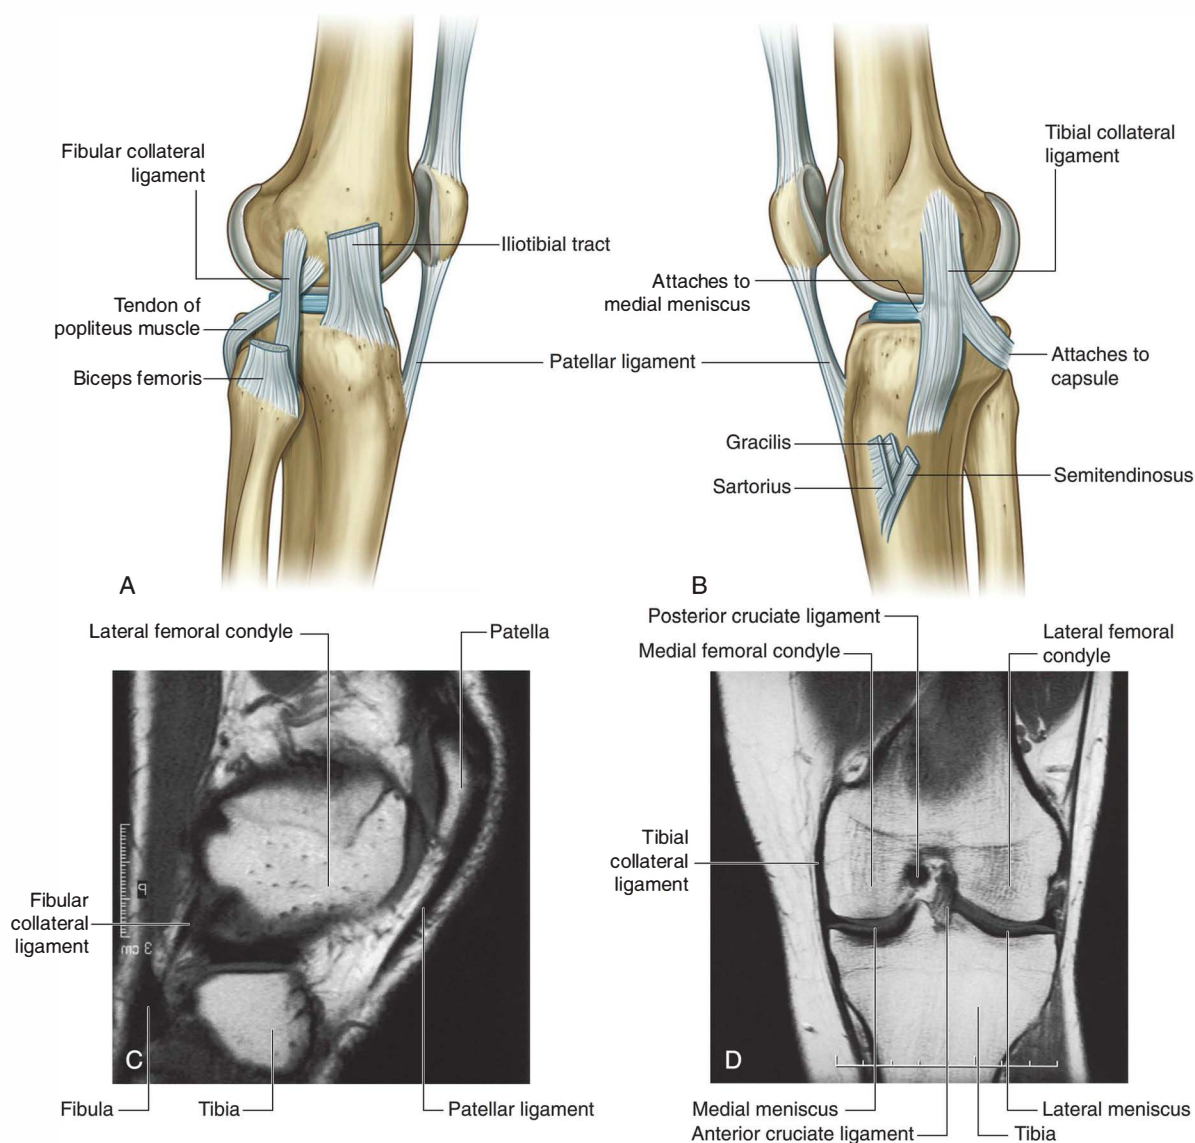 Fibular collateral
ligament
Iliotibial tract
Tendon of
popliteus muscle
Biceps femoris
Patellar ligament
Tibial collateral
ligament
Attaches to
medial meniscus
Attaches to
capsule
Gracilis
Sartorius
Semitendinosus
A
B
Lateral femoral condyle
Patella
Fibular
collateral
ligament
P
3 cm
C
Fibula
Tibia
Patellar ligament
Posterior cruciate ligament
Medial femoral condyle
Lateral femoral
condyle
Tibial
collateral
ligament
D
Medial meniscus
Lateral meniscus
Anterior cruciate ligament
Tibia